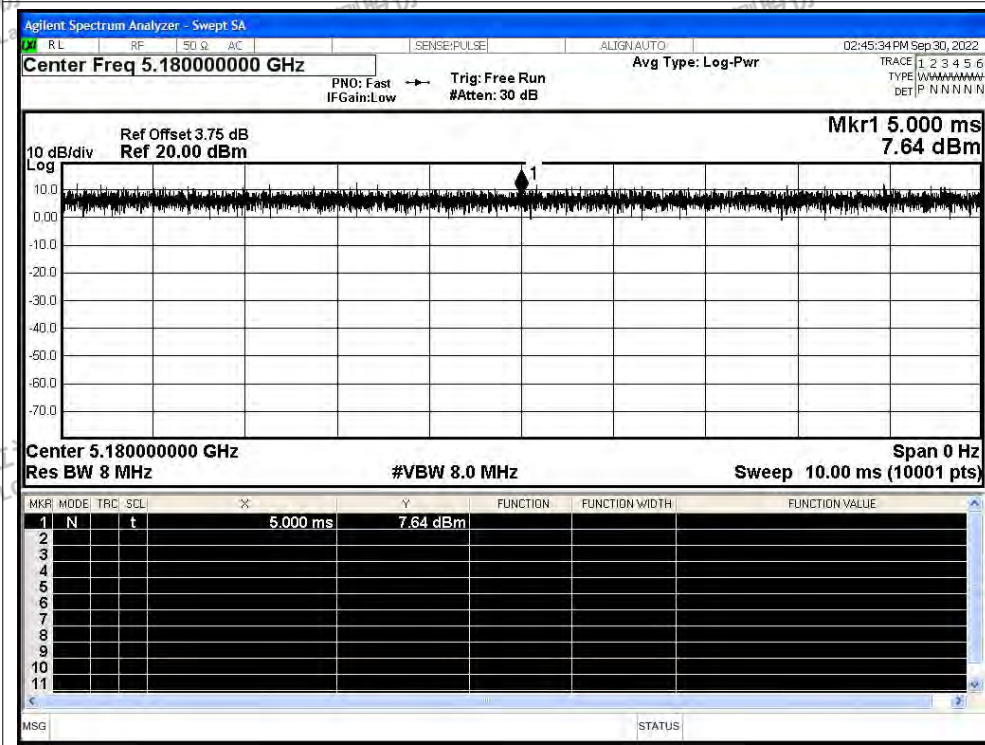 Agilent Spectrum Analyzer - Swept SA
LXI RL RF 50 Ω AC SENSE:PULSE ALIGN AUTO 02:45:34 PM Sep 30, 2022
Center Freq 5.180000000 GHz
PNO: Fast
IFGain:Low
Trig: Free Run
#Atten: 30 dB
Avg Type: Log-Pwr
TRACE 1 2 3 4 5 6
TYPE
DET P N N N N N
Mkr1 5.000 ms
7.64 dBm
Ref Offset 3.75 dB
10 dB/div Ref 20.00 dBm
Log
1
10.0
0.00
-10.0
-20.0
-30.0
-40.0
-50.0
-60.0
-70.0
Center 5.180000000 GHz Span 0 Hz
Res BW 8 MHz #VBW 8.0 MHz Sweep 10.00 ms (10001 pts)
MKR MODE TRC SCL X Y FUNCTION FUNCTION WIDTH FUNCTION VALUE
1 N t 5.000 ms 7.64 dBm
2
3
4
5
6
7
8
9
10
11
MSG STATUS